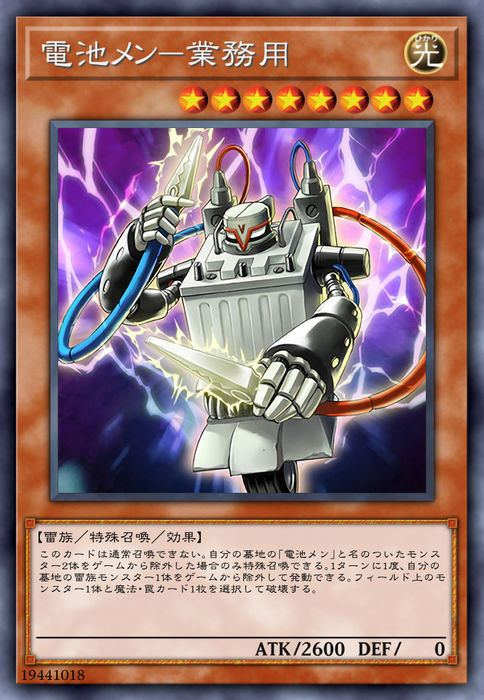 電池メン－業務用
ひかり
光
【雷族／特殊召喚／効果】
このカードは通常召喚できない。自分の墓地の「電池メン」と名のついたモンス
ター2体をゲームから除外した場合のみ特殊召喚できる。1ターンに1度、自分の
墓地の雷族モンスター1体をゲームから除外して発動できる。フィールド上のモ
ンスター1体と魔法・罠カード1枚を選択して破壊する。
ATK/2600 DEF/ 0
19441018